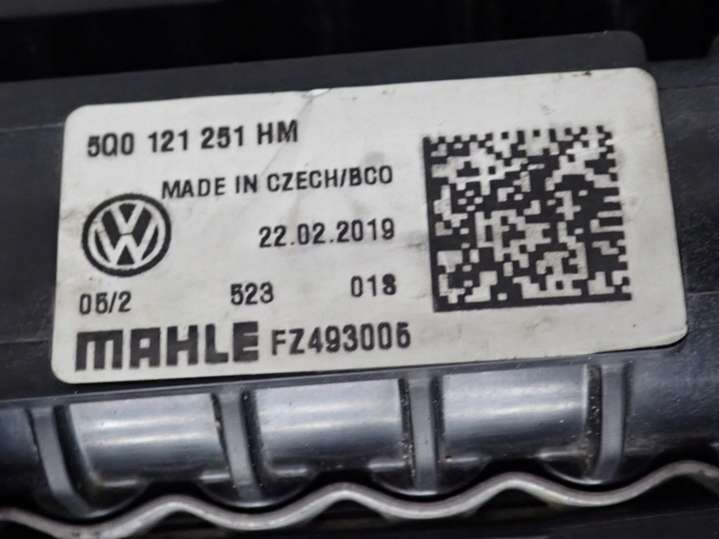 5Q0 121 251 HM
MADE IN CZECH/BCO
22.02.2019
05/2 523 018
MAHLE FZ493005